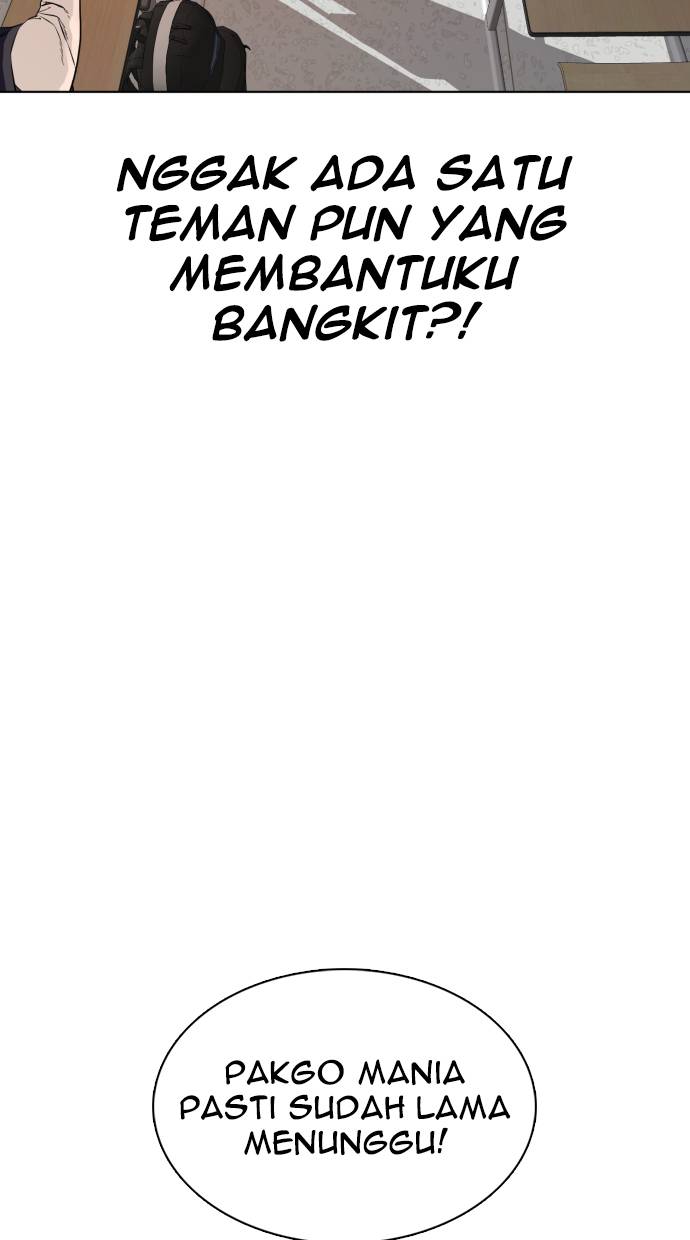 NGGAK ADA SATU
TEMAN PUN YANG
MEMBANTUKU
BANGKIT?!
PAKGO MANIA
PASTI SUDAH LAMA
MENUNGGU!